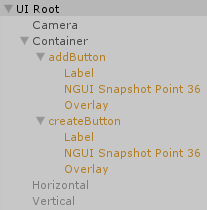 UI Root
Camera
Container
addButton
Label
NGUI Snapshot Point 36
Overlay
createButton
Label
NGUI Snapshot Point 36
Overlay
Horizontal
Vertical